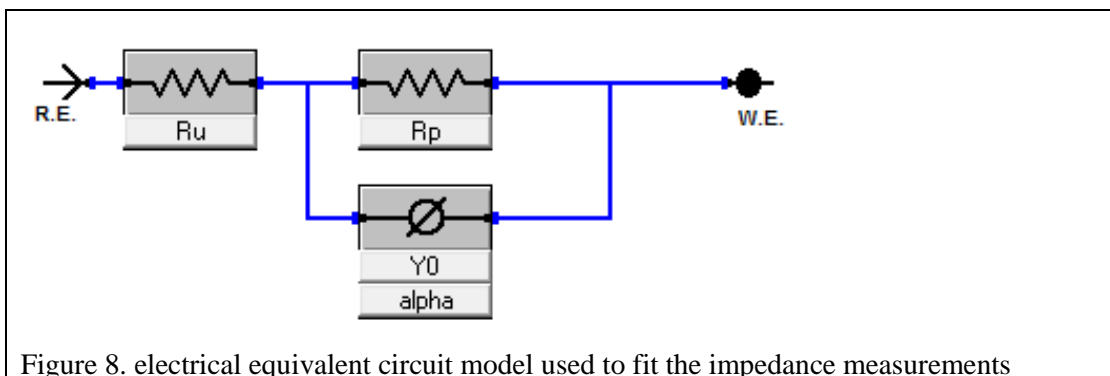 R.E.
Ru
Rp
W.E.
Y0
alpha
Figure 8. electrical equivalent circuit model used to fit the impedance measurements